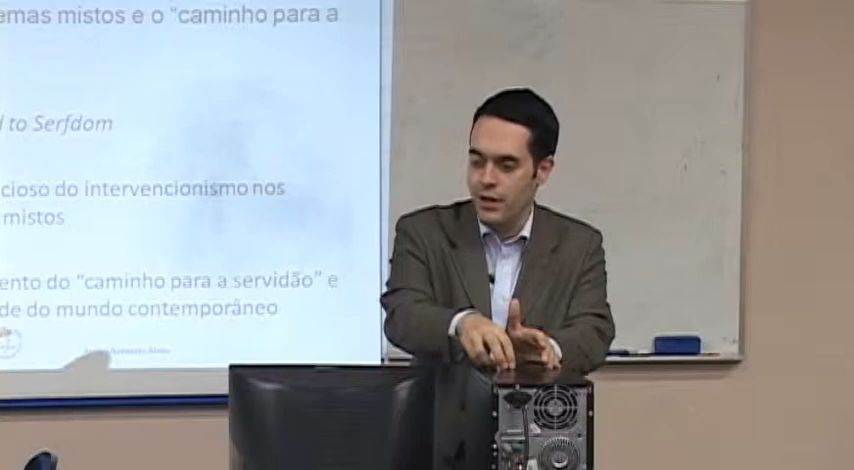 emas mistos e o “caminho para a
to Serfdom
cioso do intervencionismo nos
mistos
ento do “caminho para a servidão” e
de do mundo contemporâneo